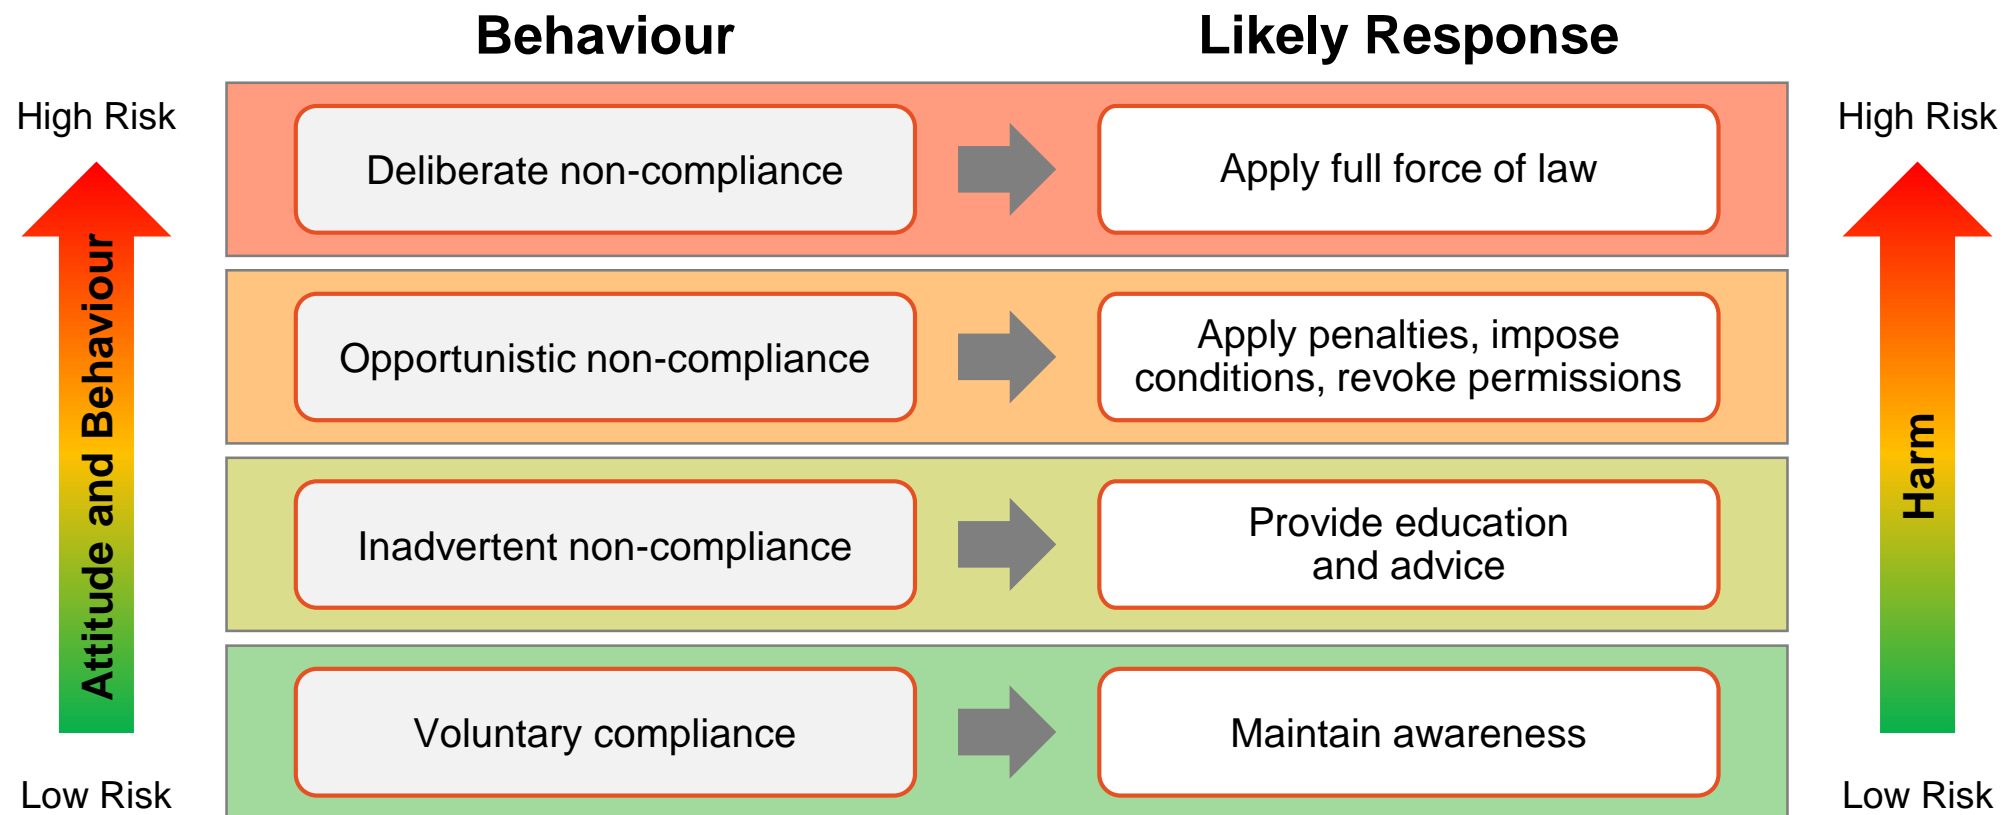 Behaviour
Likely Response
High Risk
High Risk
Deliberate non-compliance
Apply full force of law
Attitude and Behaviour
Opportunistic non-compliance
Apply penalties, impose
conditions, revoke permissions
Harm
Inadvertent non-compliance
Provide education
and advice
Voluntary compliance
Maintain awareness
Low Risk
Low Risk